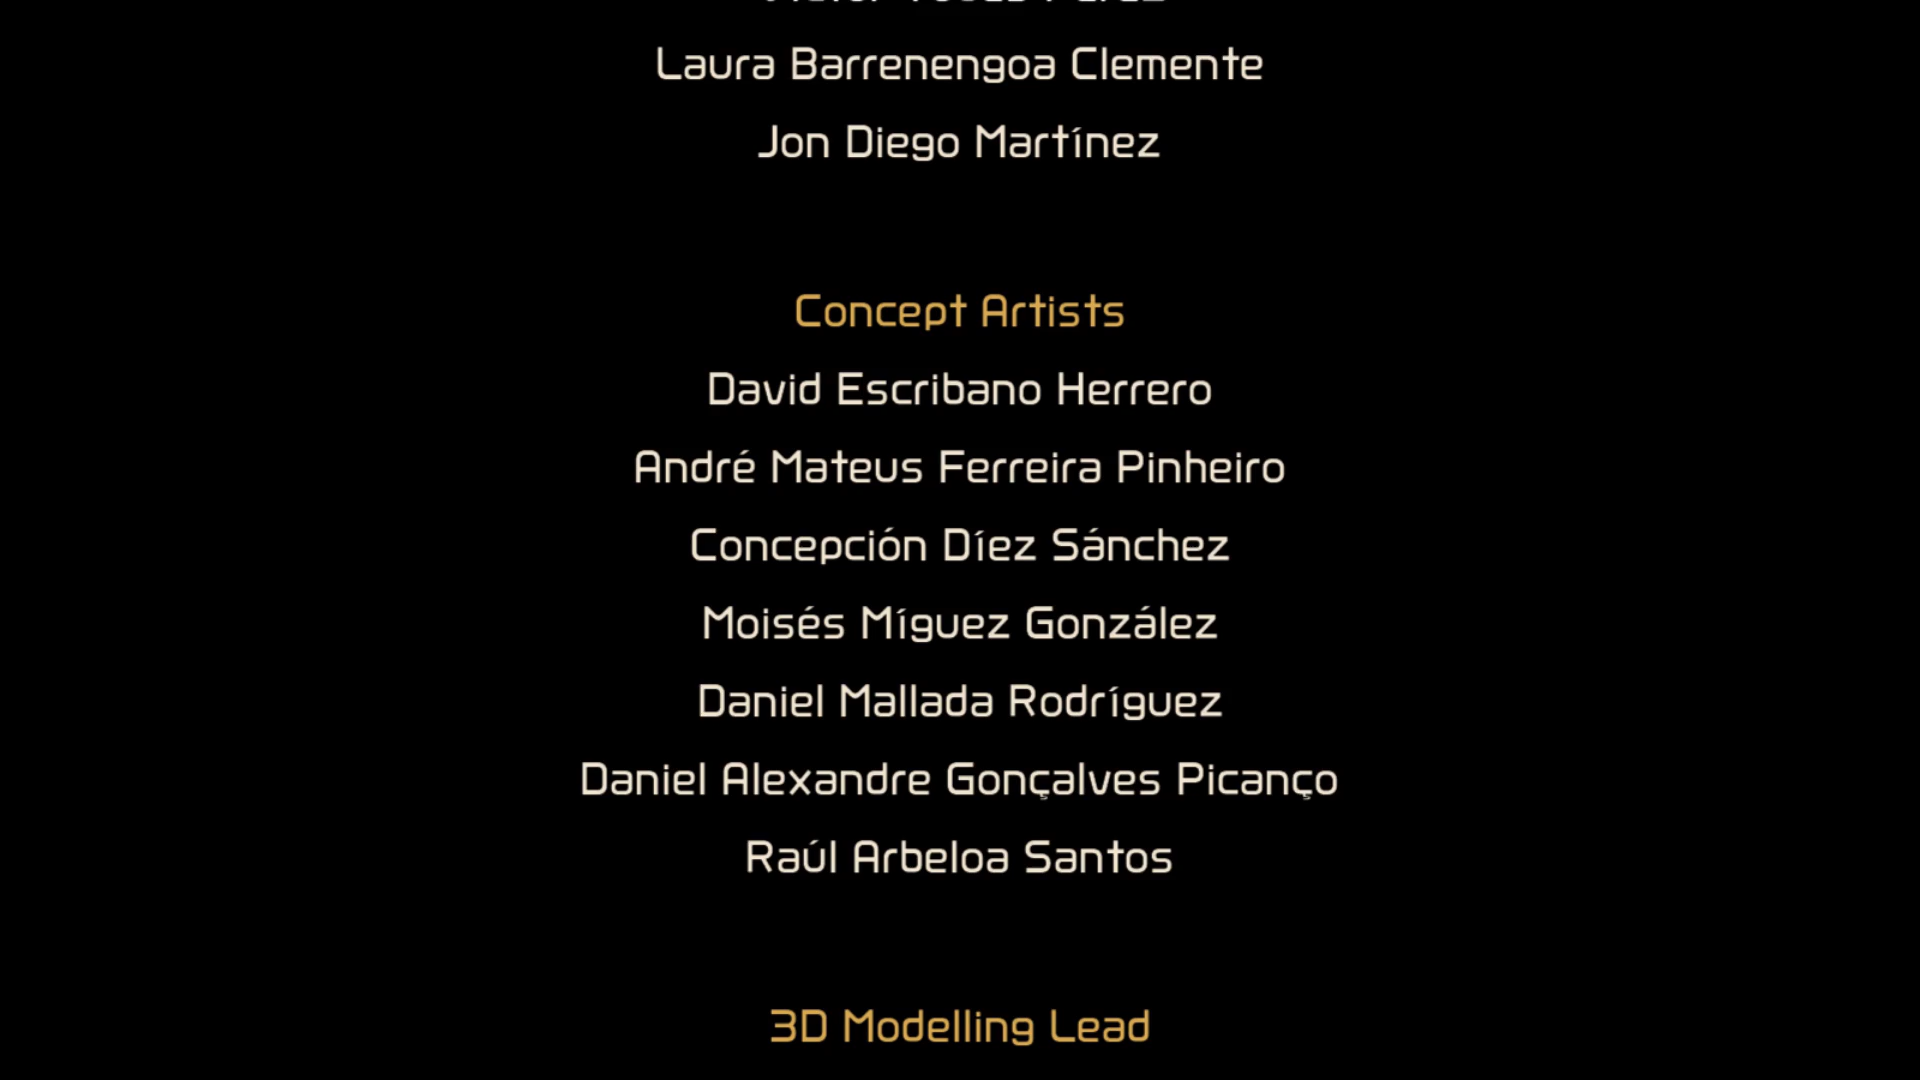 Laura Barrenengoa Clemente
Jon Diego Martínez
Concept Artists
David Escribano Herrero
André Mateus Ferreira Pinheiro
Concepción Díez Sánchez
Moisés Míguez González
Daniel Mallada Rodríguez
Daniel Alexandre Gonçalves Picanço
Raúl Arbeloa Santos
3D Modelling Lead